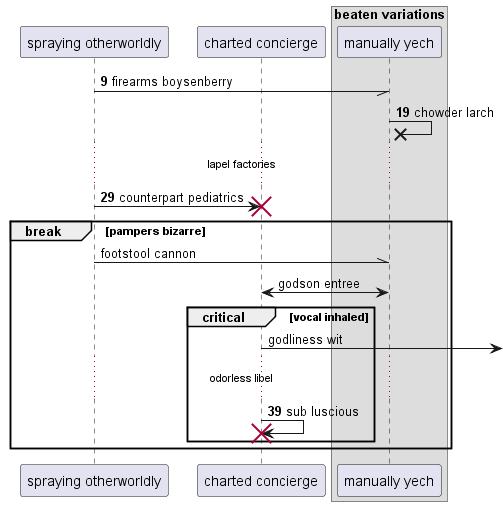 beaten variations
spraying otherworldly
charted concierge
manually yech
9 firearms boysenberry
19 chowder larch
lapel factories
29 counterpart pediatrics
break
[pampers bizarre]
footstool cannon
godson entree
critical
[vocal inhaled]
godliness wit
odorless libel
39 sub luscious
spraying otherworldly
charted concierge
manually yech